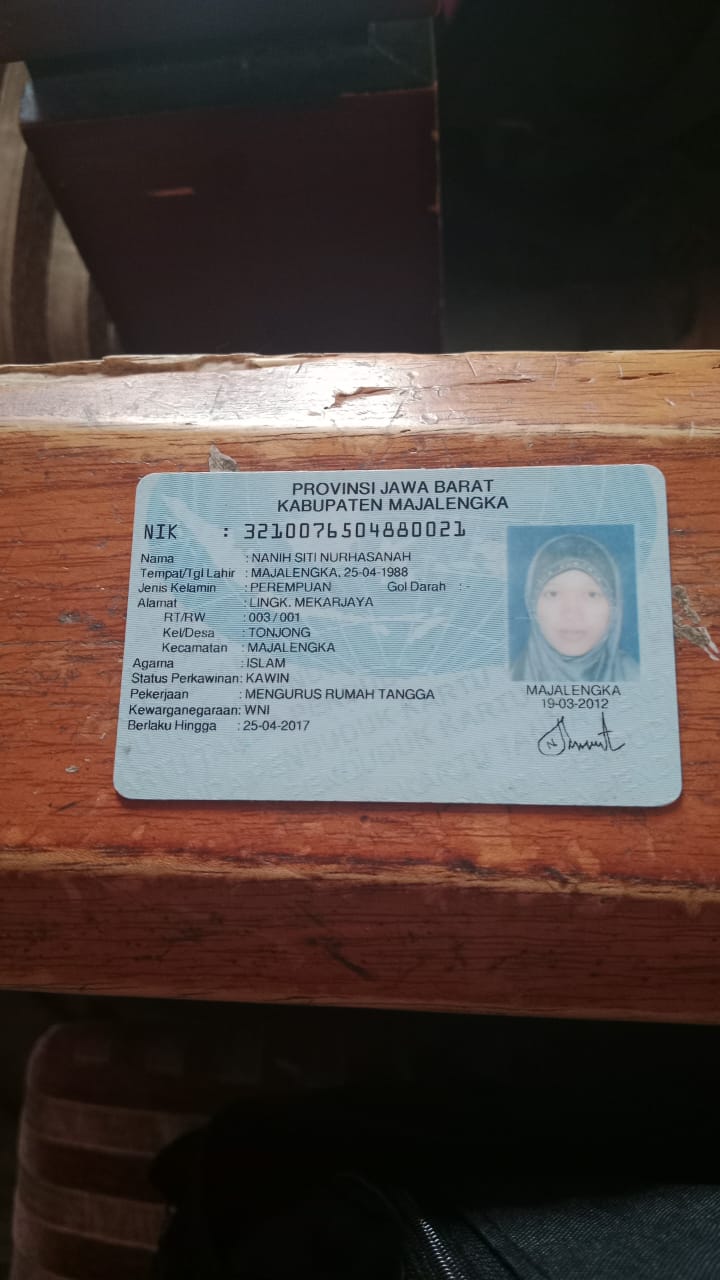 PROVINSI JAWA BARAT
KABUPATEN MAJALENGKA
NIK : 3210076504880021
Nama : NANIH SITI NURHASANAH
Tempat/Tgl Lahir : MAJALENGKA, 25-04-1988
Jenis Kelamin : PEREMPUAN Gol Darah : -
Alamat : LINGK. MEKARJAYA
RT/RW : 003 / 001
Kel/Desa : TONJONG
Kecamatan : MAJALENGKA
Agama : ISLAM
Status Perkawinan: KAWIN
Pekerjaan : MENGURUS RUMAH TANGGA
Kewarganegaraan: WNI
Berlaku Hingga : 25-04-2017
MAJALENGKA
19-03-2012